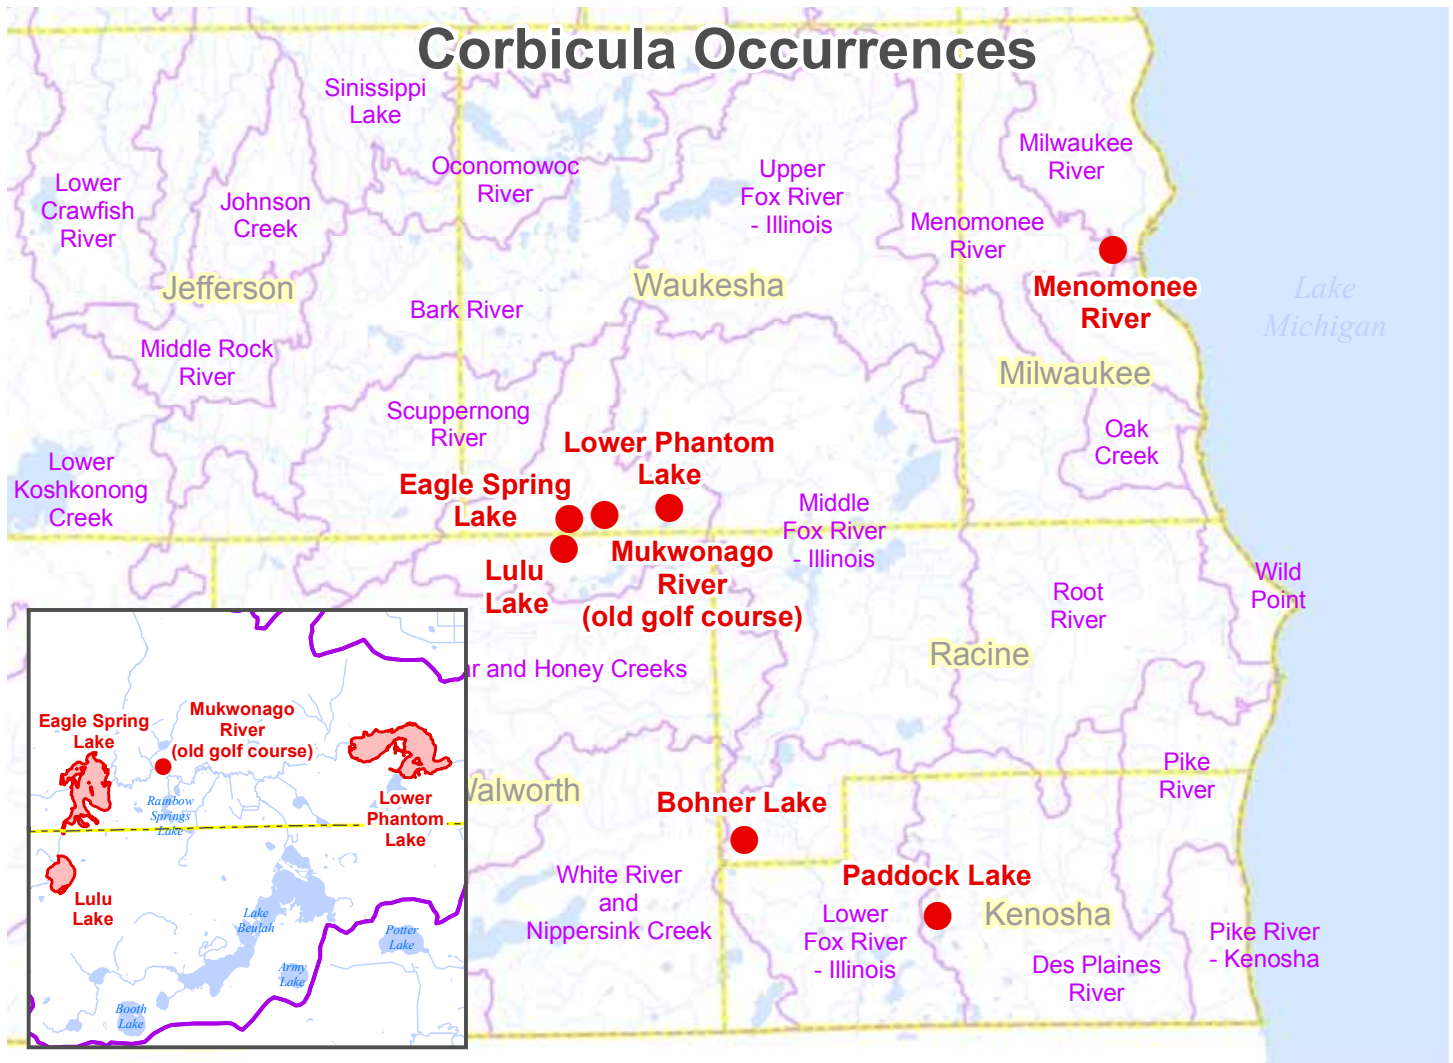 Corbicula Occurrences
Sinissippi
Lake
Oconomowoc
River
Upper
Fox River
- Illinois
Milwaukee
River
Lower
Crawfish
River
Johnson
Creek
Menomonee
River
Jefferson
Waukesha
Menomonee
River
Lake
Michigan
Bark River
Middle Rock
River
Milwaukee
Scuppernong
River
Lower Phantom
Lake
Oak
Creek
Lower
Koshkonong
Creek
Eagle Spring
Lake
Middle
Fox River
- Illinois
Lulu
Lake
Mukwonago
River
(old golf course)
Root
River
Wild
Point
Racine
ar and Honey Creeks
Walworth
Pike
River
Bohner Lake
Paddock Lake
White River
and
Nippersink Creek
Lower
Fox River
- Illinois
Kenosha
Des Plaines
River
Pike River
- Kenosha
Eagle Spring
Lake
Mukwonago
River
(old golf course)
Rainbow
Springs
Lake
Lower
Phantom
Lake
Lulu
Lake
Lake
Beulah
Potter
Lake
Army
Lake
Booth
Lake